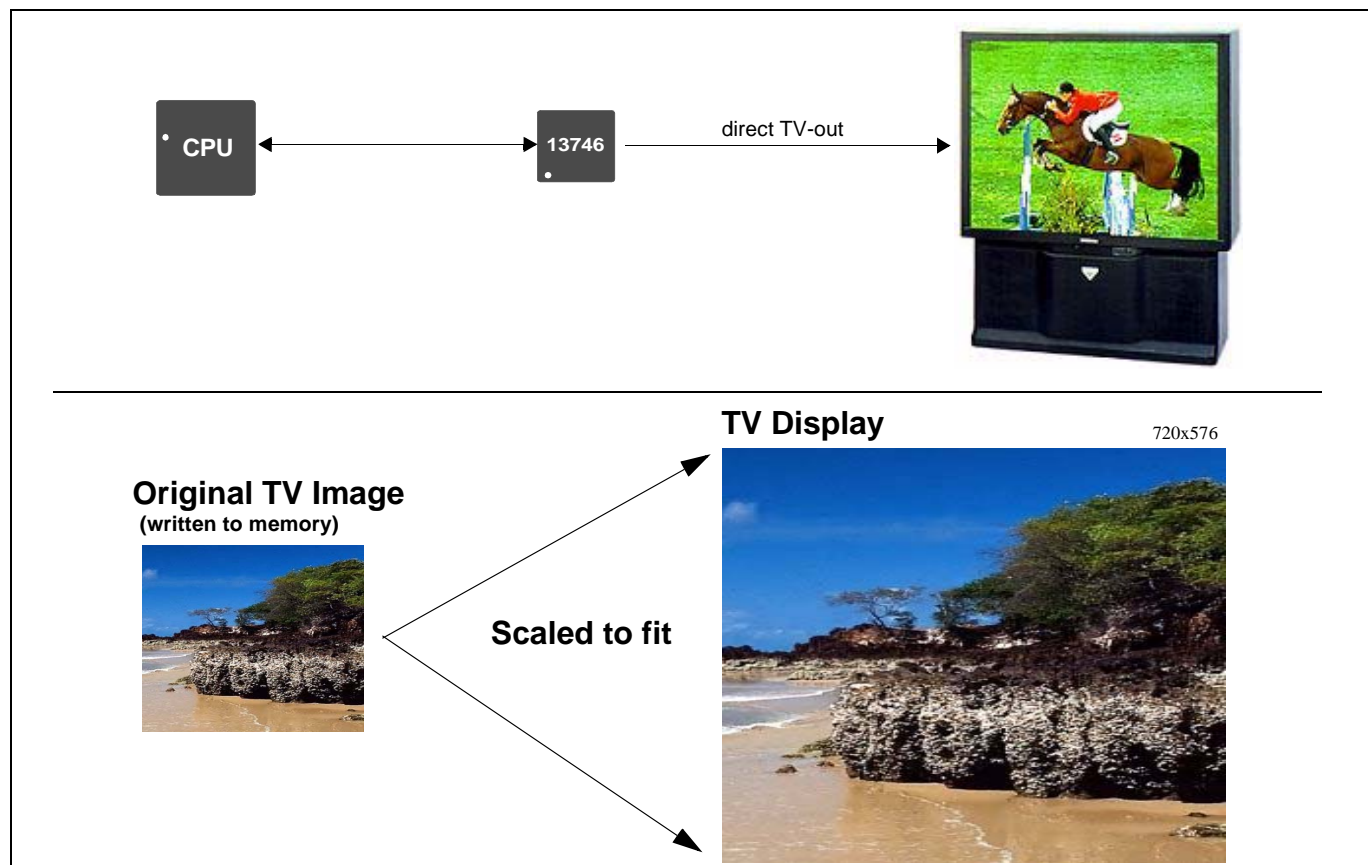 CPU
13746
direct TV-out
TV Display
720x576
Original TV Image
(written to memory)
Scaled to fit